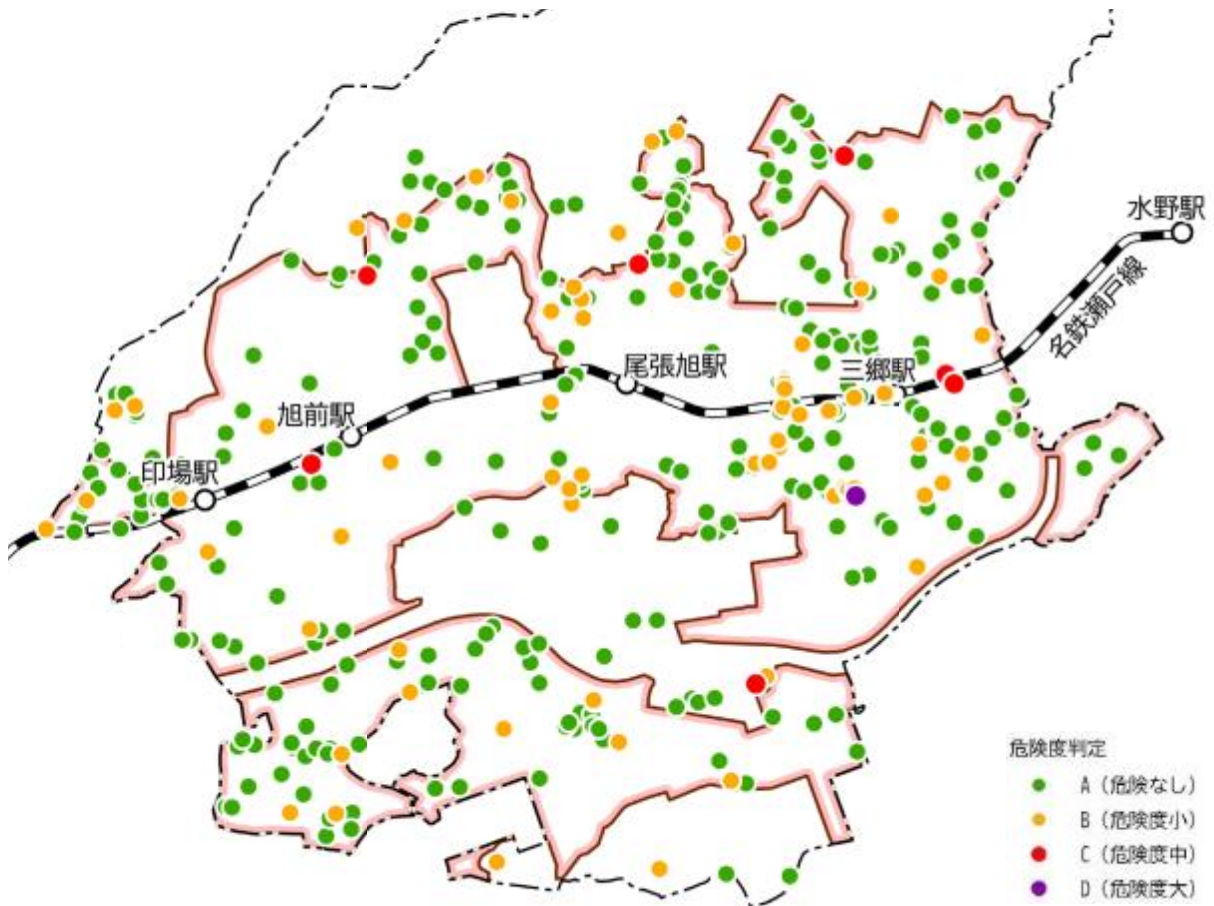 水野駅
名鉄瀬戸線
尾張旭駅
三郷駅
旭前駅
印場駅
危険度判定
A（危険なし）
B（危険度小）
C（危険度中）
D（危険度大）